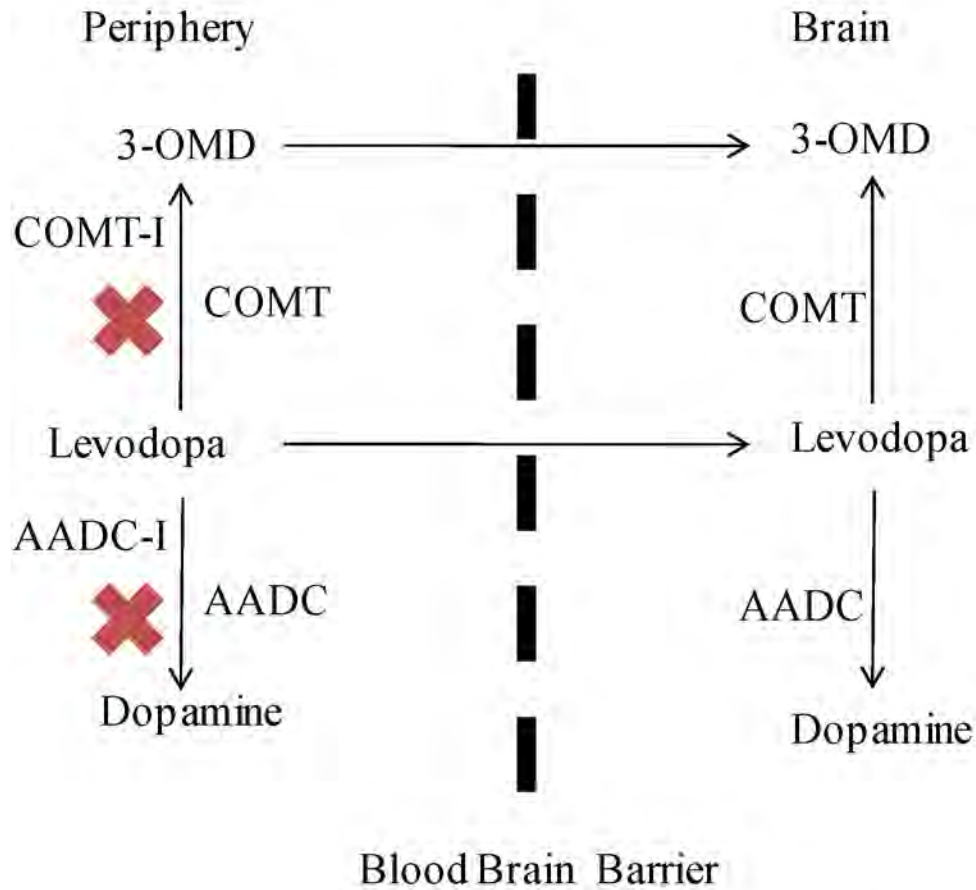 Periphery
Brain
3-OMD
3-OMD
COMT-I
COMT
COMT
Levodopa
Levodopa
AADC-I
AADC
AADC
Dopamine
Dopamine
Blood Brain Barrier